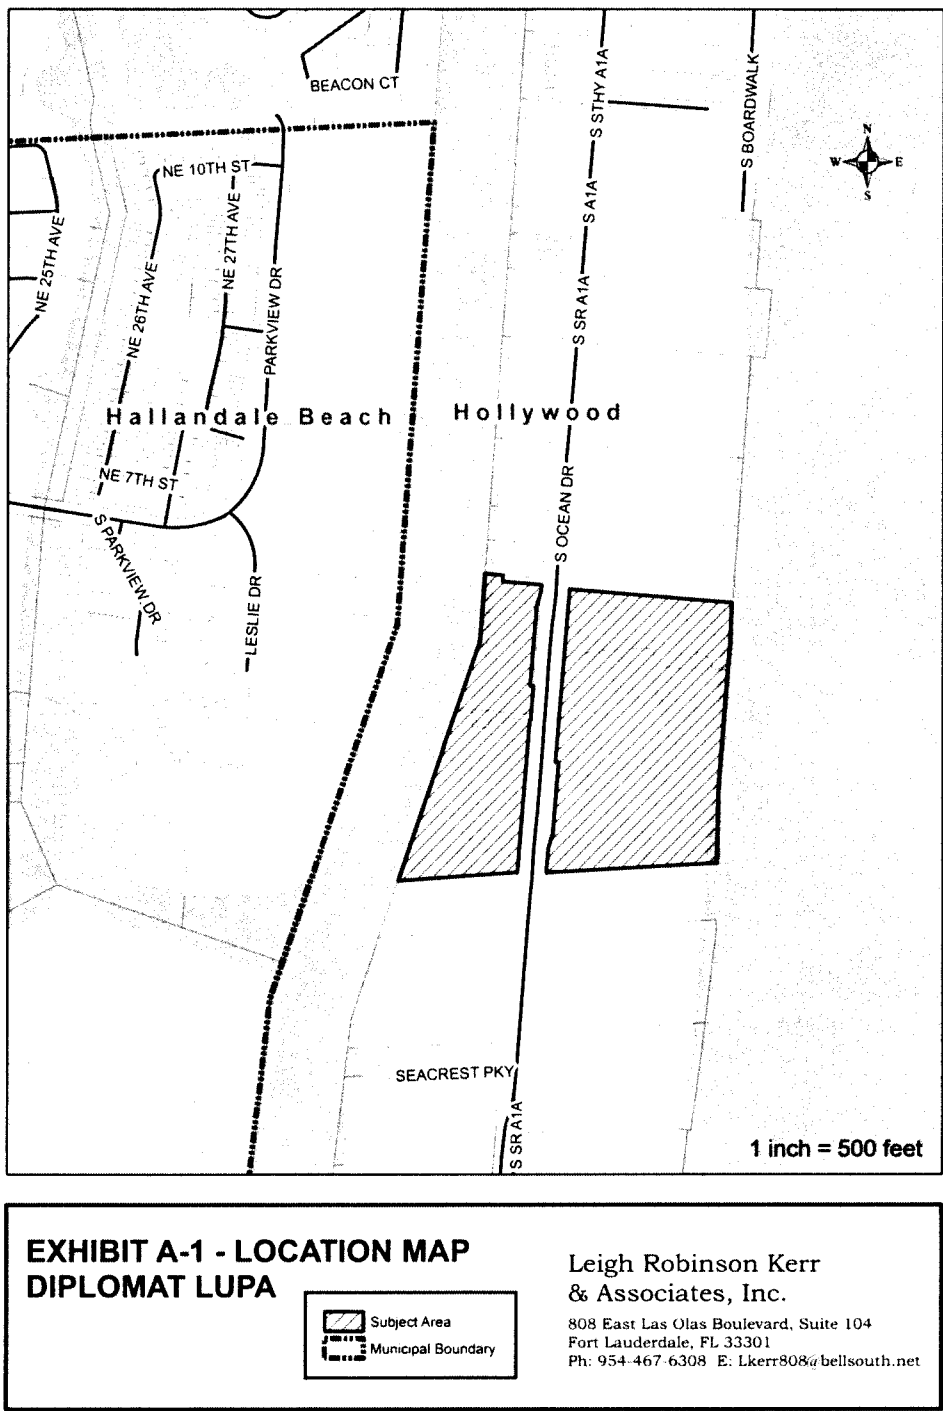 BEACON CT
S STHY A1A
S BOARDWALK
N
W E
S
NE 10TH ST
NE 25TH AVE
NE 26TH AVE
NE 27TH AVE
PARKVIEW DR
S A1A
S SR A1A
Hallandale Beach
Hollywood
NE 7TH ST
S OCEAN DR
S PARKVIEW DR
LESLIE DR
SEACREST PKY
S SR A1A
1 inch = 500 feet
EXHIBIT A-1 - LOCATION MAP
DIPLOMAT LUPA
Subject Area
Municipal Boundary
Leigh Robinson Kerr
& Associates, Inc.
808 East Las Olas Boulevard, Suite 104
Fort Lauderdale, FL 33301
Ph: 954-467-6308 E: Lkerr808@bellsouth.net